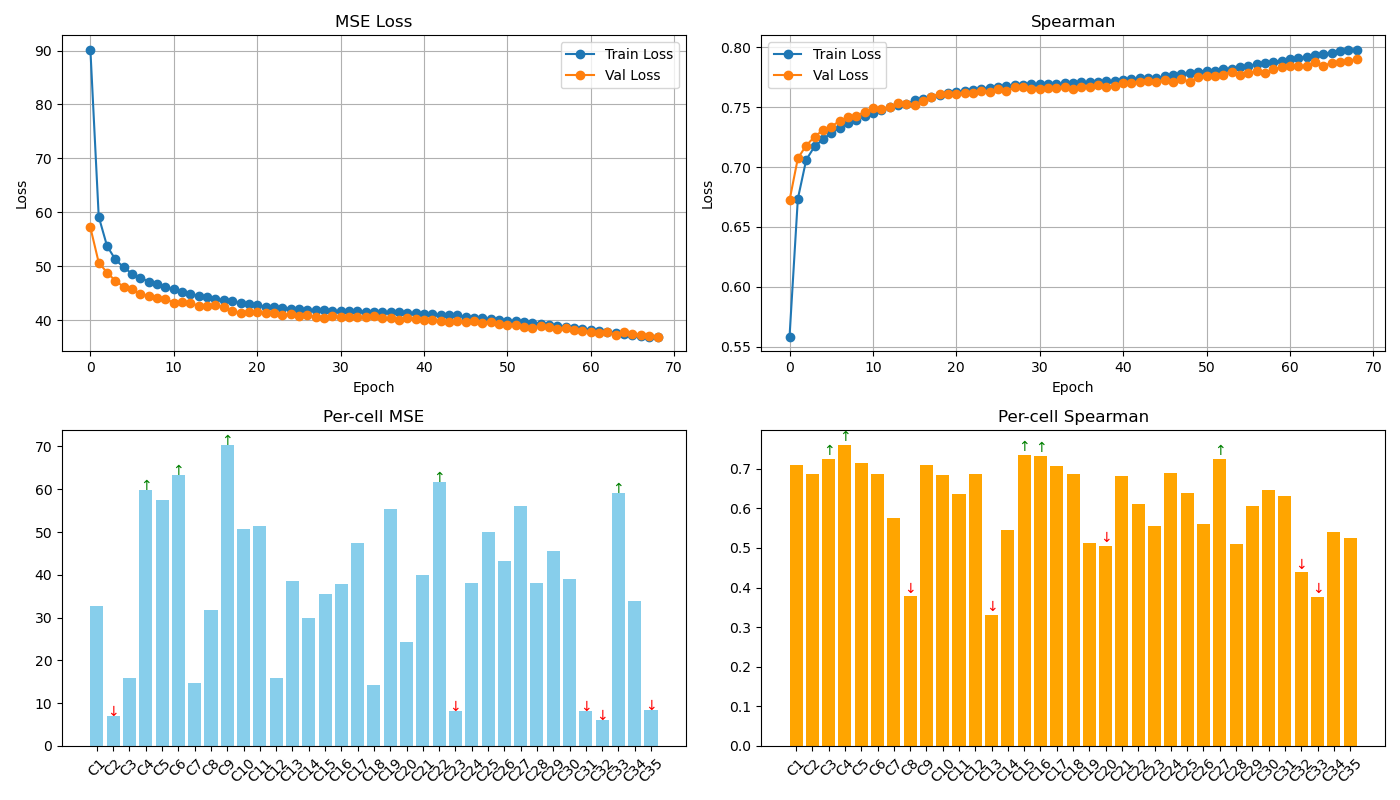 MSE Loss
90
80
70
60
50
40
Loss
0 10 20 30 40 50 60 70
Epoch
Train Loss
Val Loss
Spearman
0.80
0.75
0.70
0.65
0.60
0.55
Loss
0 10 20 30 40 50 60 70
Epoch
Train Loss
Val Loss
Per-cell MSE
70
60
50
40
30
20
10
0
↑ ↑ ↑ ↑ ↑
↓ ↓ ↓ ↓ ↓
C1 C2 C3 C4 C5 C6 C7 C8 C9 C10 C11 C12 C13 C14 C15 C16 C17 C18 C19 C20 C21 C22 C23 C24 C25 C26 C27 C28 C29 C30 C31 C32 C33 C34 C35
Per-cell Spearman
0.7
0.6
0.5
0.4
0.3
0.2
0.1
0.0
↑ ↑ ↑ ↑ ↑
↓ ↓ ↓ ↓ ↓
C1 C2 C3 C4 C5 C6 C7 C8 C9 C10 C11 C12 C13 C14 C15 C16 C17 C18 C19 C20 C21 C22 C23 C24 C25 C26 C27 C28 C29 C30 C31 C32 C33 C34 C35